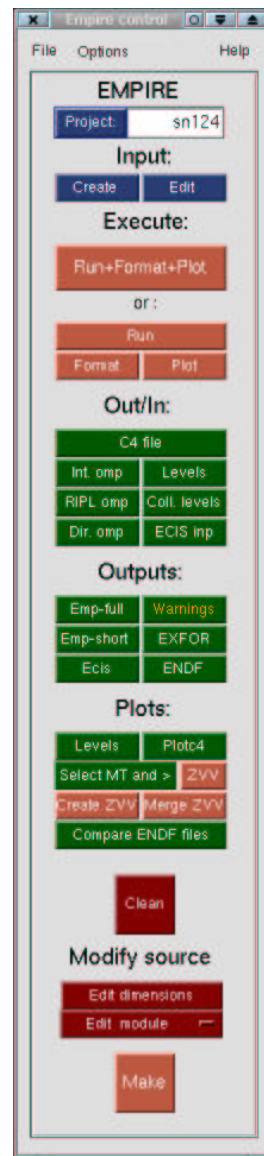 Empire control
File Options Help
EMPIRE
Project: sn124
Input:
Create Edit
Execute:
Run+Format+Plot
or :
Run
Format Plot
Out/In:
C4 file
Int. omp Levels
RIPL omp Coll. levels
Dir. omp ECIS inp
Outputs:
Emp-full Warnings
Emp-short EXFOR
Ecis ENDF
Plots:
Levels Plotc4
Select MT and > ZVV
Create ZVV Merge ZVV
Compare ENDF files
Clean
Modify source
Edit dimensions
Edit module
Make